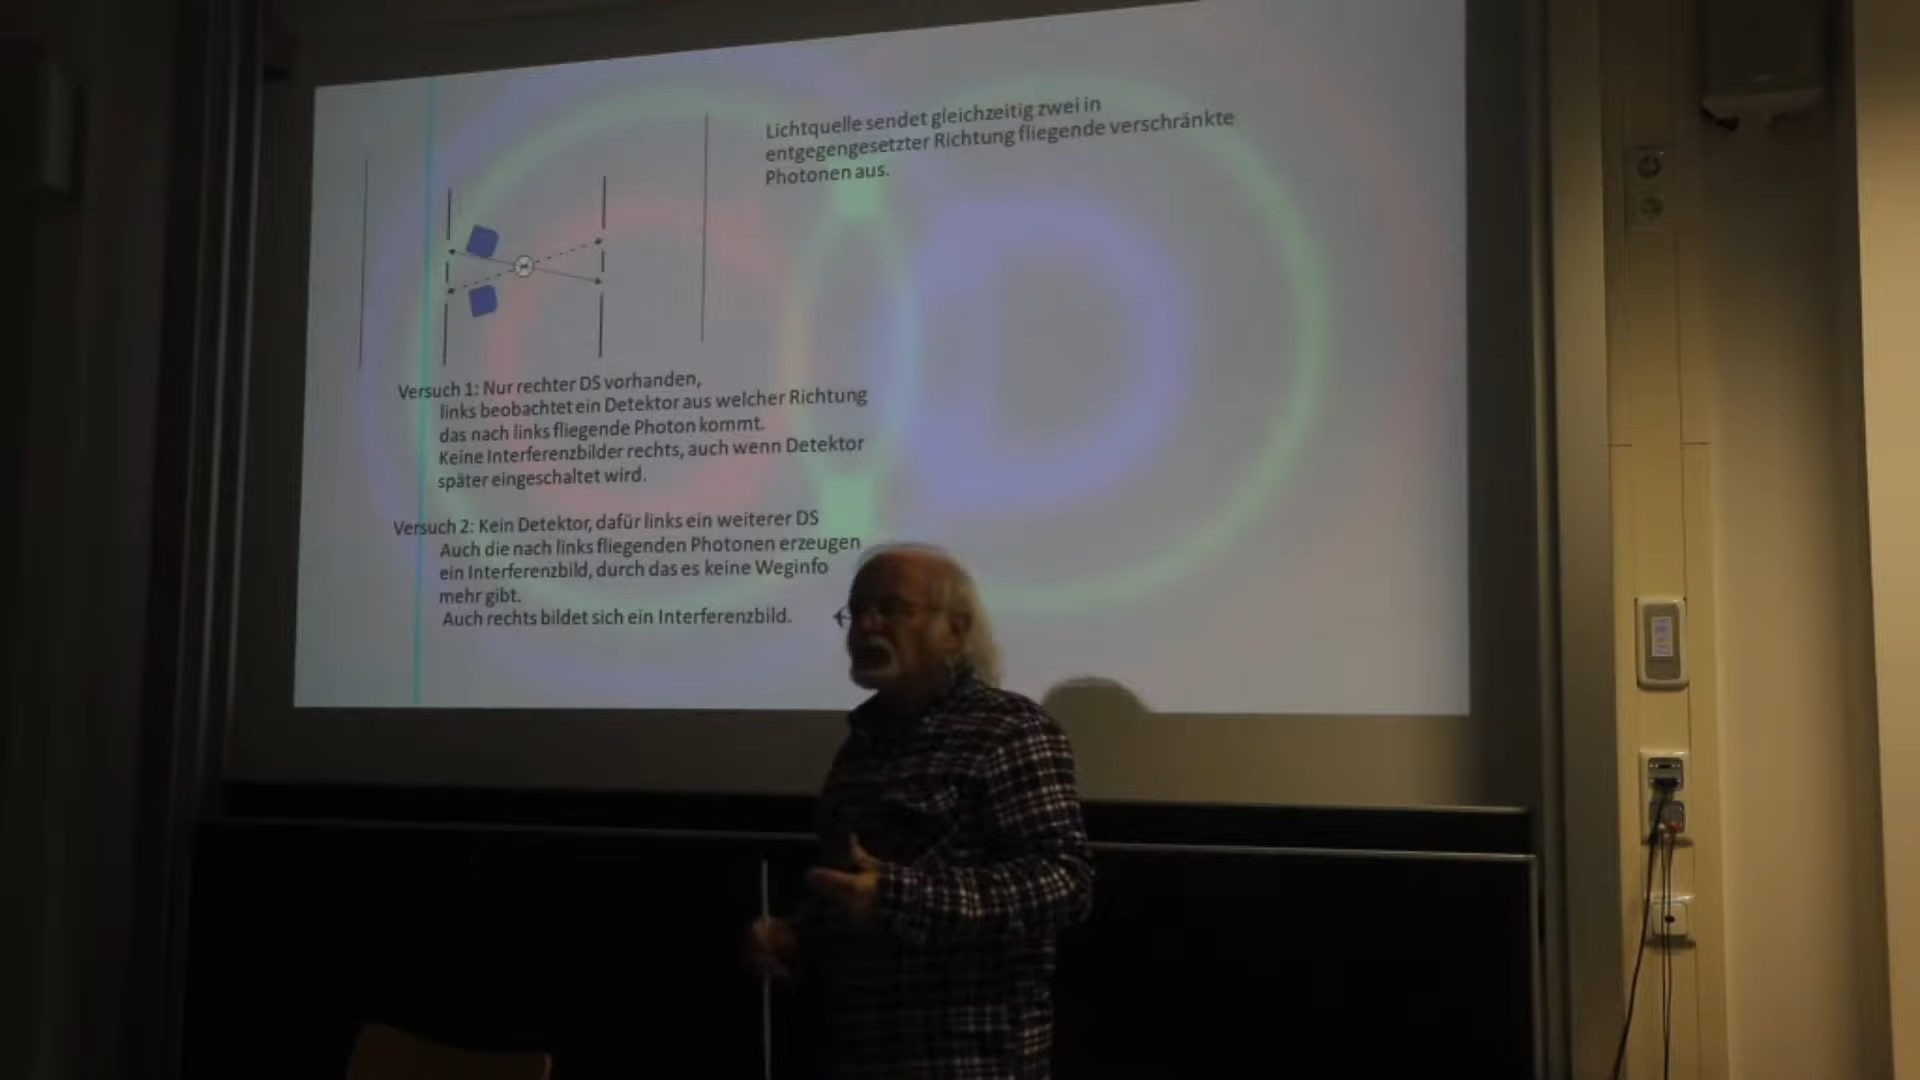 Lichtquelle sendet gleichzeitig zwei in
entgegengesetzter Richtung fliegende verschränkte
Photonen aus.
Versuch 1: Nur rechter DS vorhanden,
links beobachtet ein Detektor aus welcher Richtung
das nach links fliegende Photon kommt.
Keine Interferenzbilder rechts, auch wenn Detektor
später eingeschaltet wird.
Versuch 2: Kein Detektor, dafür links ein weiterer DS
Auch die nach links fliegenden Photonen erzeugen
ein Interferenzbild, durch das es keine Weginfo
mehr gibt.
Auch rechts bildet sich ein Interferenzbild.